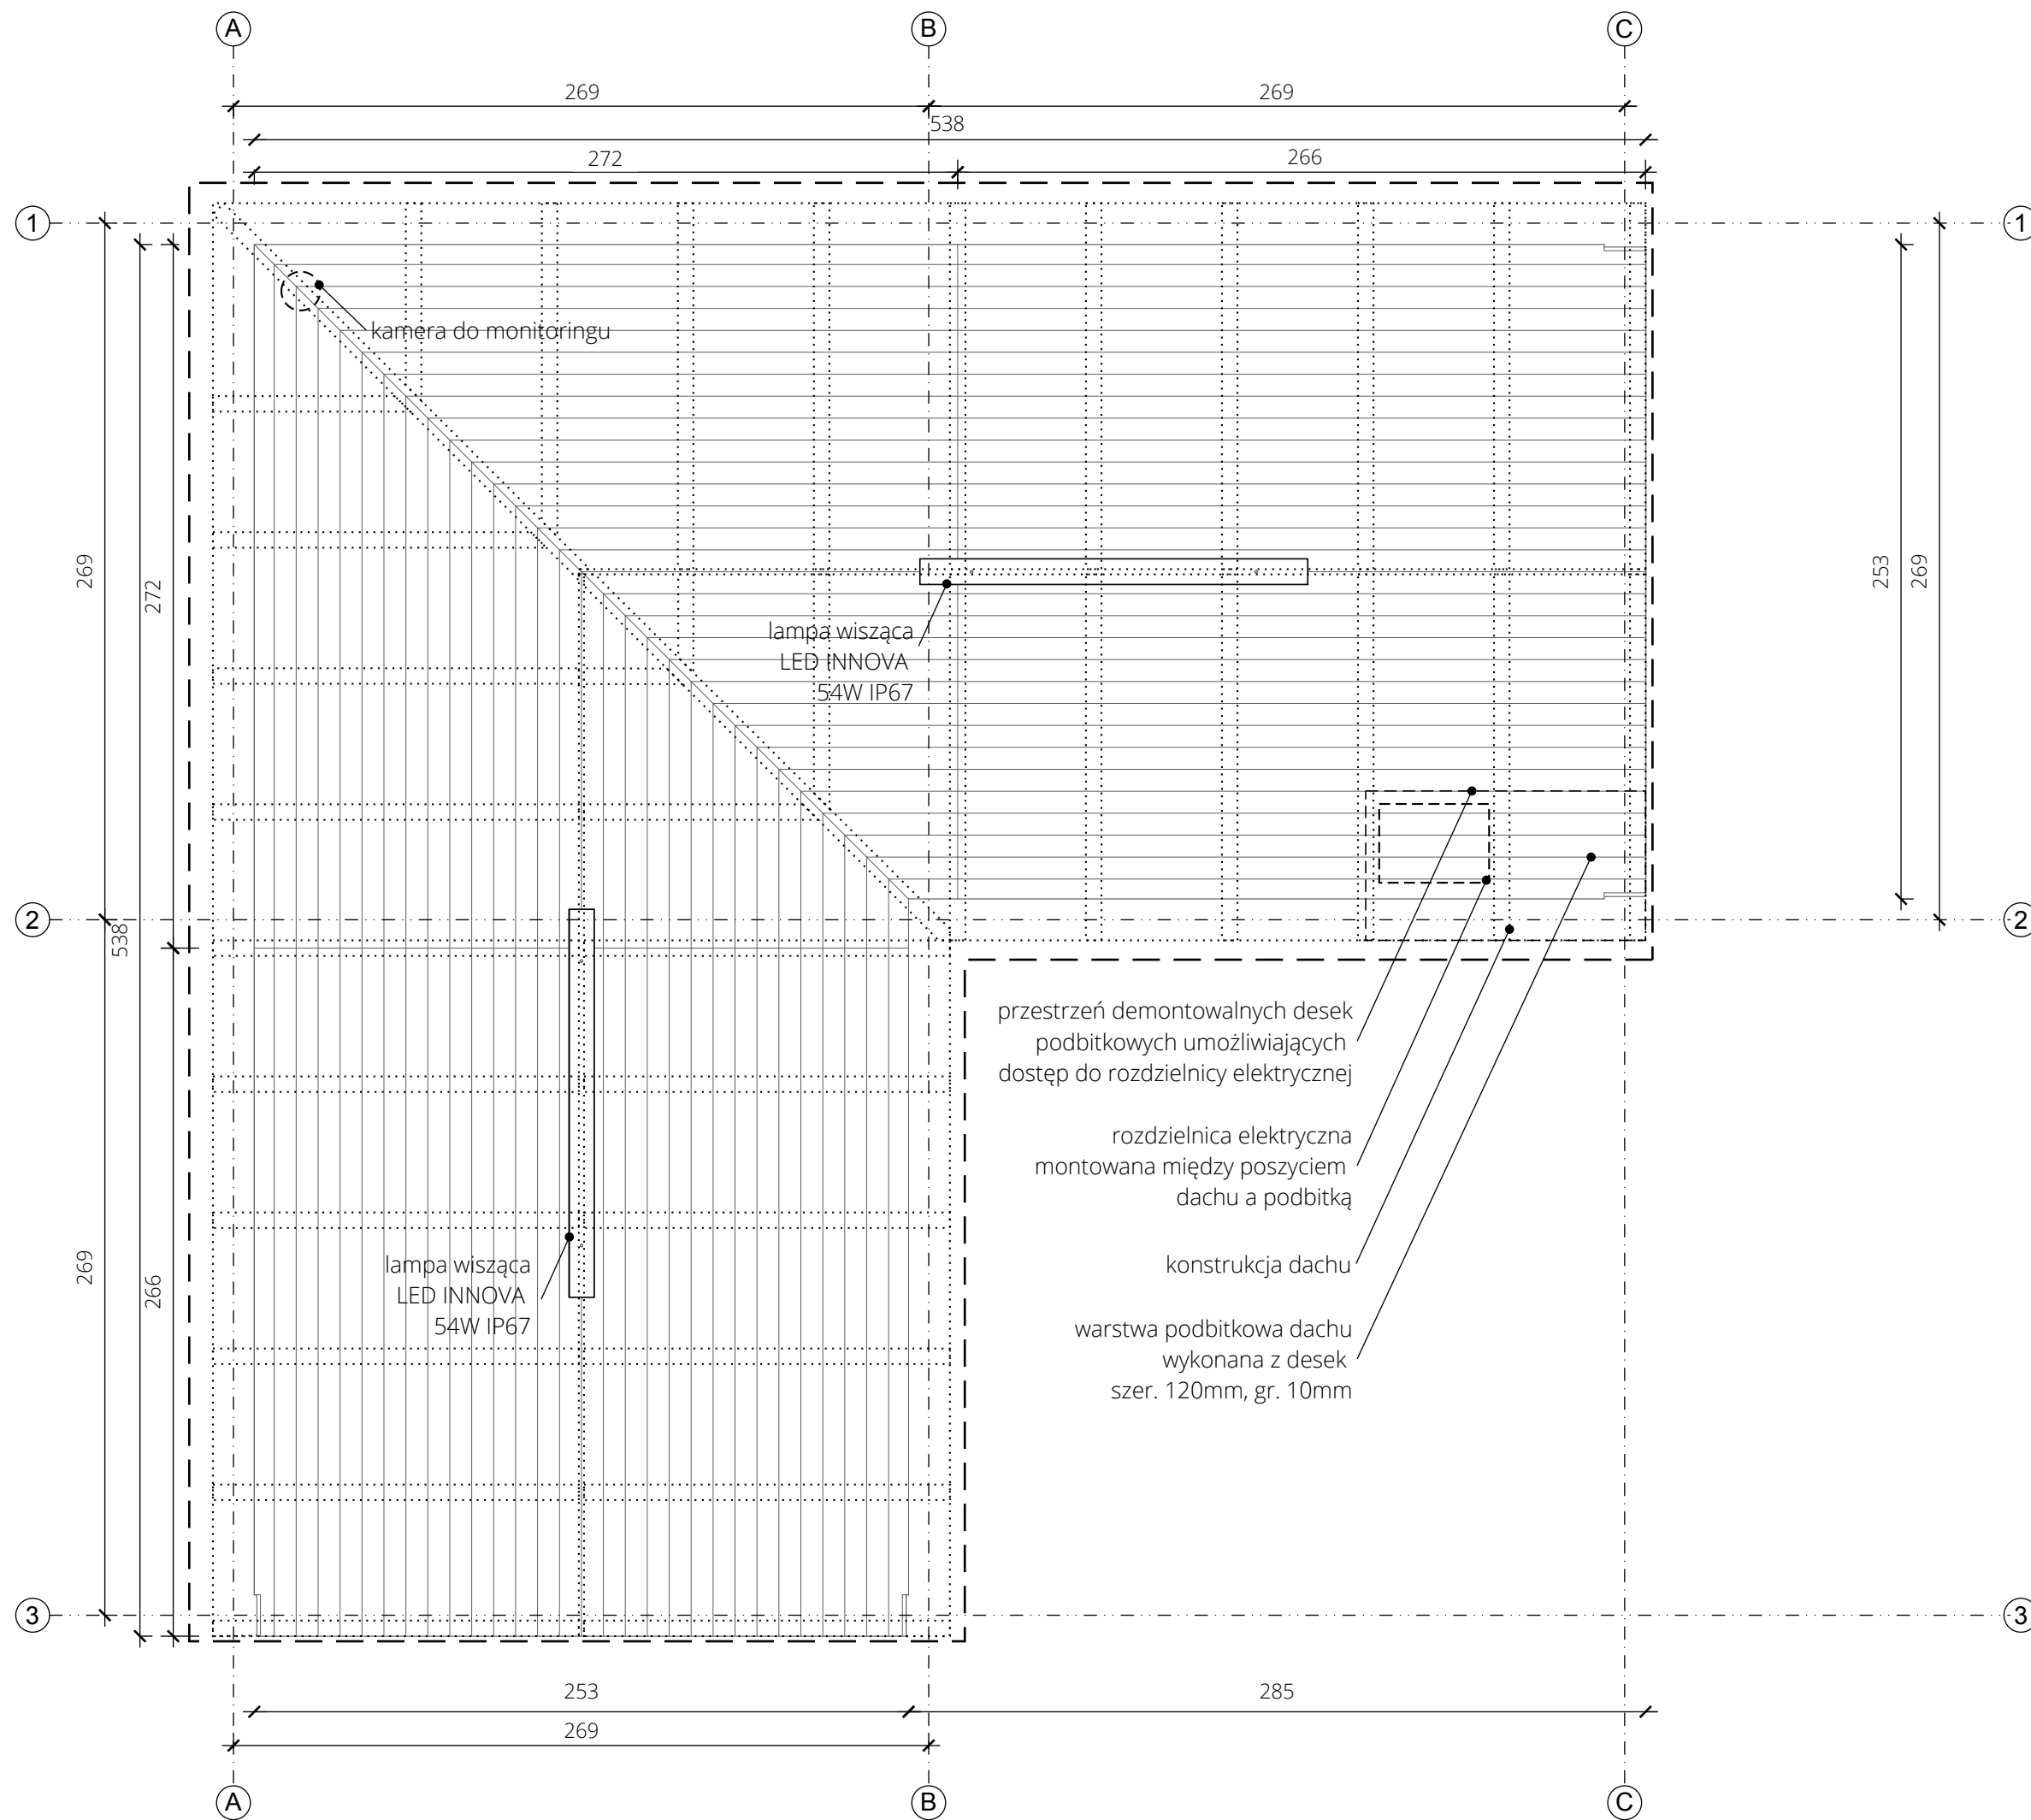 A
B
C
269
269
538
272
266
1
1
kamera do monitoringu
269
272
253
269
lampa wisząca
LED INNOVA
54W IP67
2
2
538
przestrzeń demontowalnych desek
podbitkowych umożliwiających
dostęp do rozdzielnicy elektrycznej
rozdzielnica elektryczna
montowana między poszyciem
dachu a podbitką
269
266
lampa wisząca
LED INNOVA
54W IP67
konstrukcja dachu
warstwa podbitkowa dachu
wykonana z desek
szer. 120mm, gr. 10mm
3
3
253
285
269
A
B
C